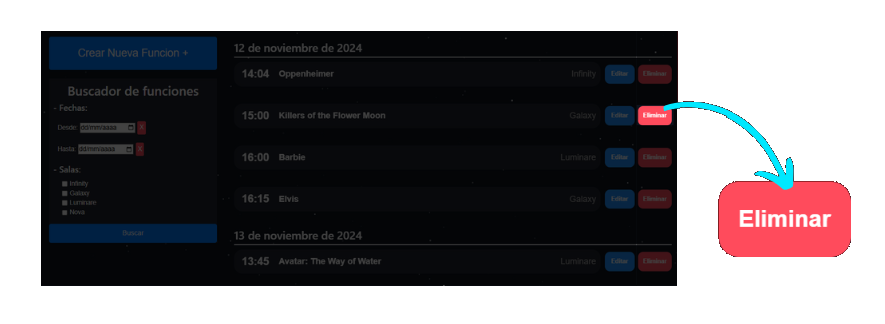 Crear Nueva Funcion +
Buscador de funciones
- Fechas:
Desde: dd/mm/aaaa X
Hasta: dd/mm/aaaa X
- Salas:
Infinity
Galaxy
Luminare
Nova
Buscar
12 de noviembre de 2024
14:04 Oppenheimer Infinity Editar Eliminar
15:00 Killers of the Flower Moon Galaxy Editar Eliminar
16:00 Barbie Luminare Editar Eliminar
16:15 Elvis Galaxy Editar Eliminar
13 de noviembre de 2024
13:45 Avatar: The Way of Water Luminare Editar Eliminar
Eliminar